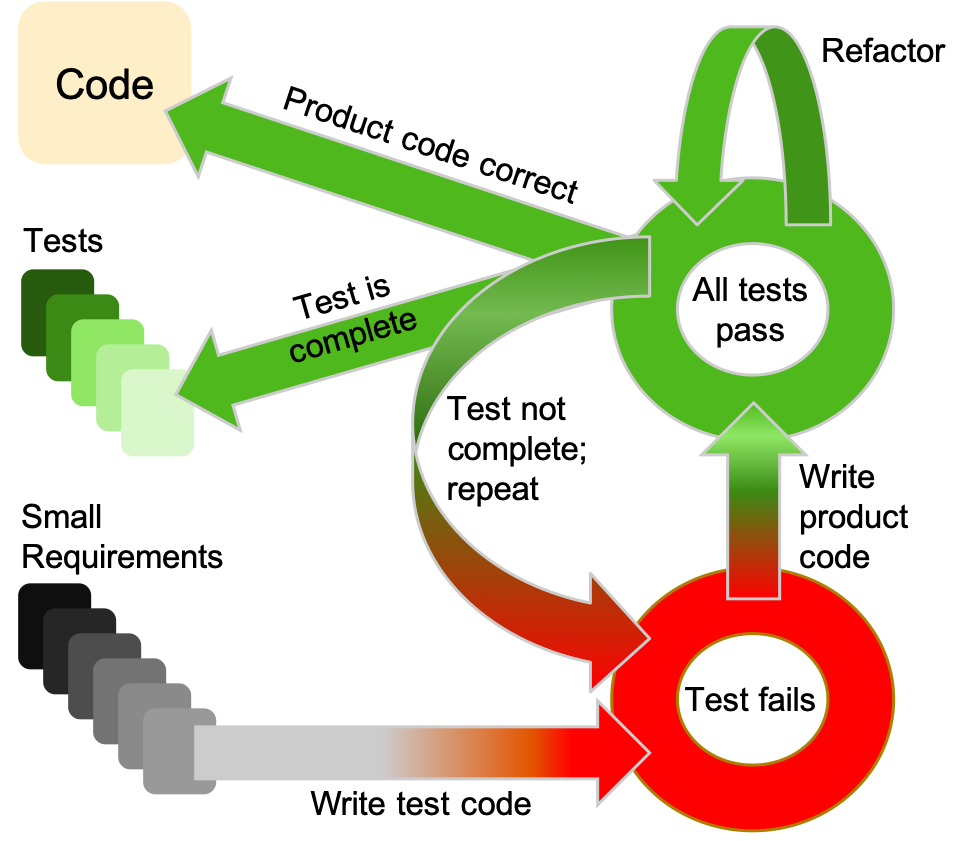 Code
Product code correct
Refactor
Tests
Test is
complete
All tests
pass
Test not
complete;
repeat
Write
product
code
Small
Requirements
Test fails
Write test code